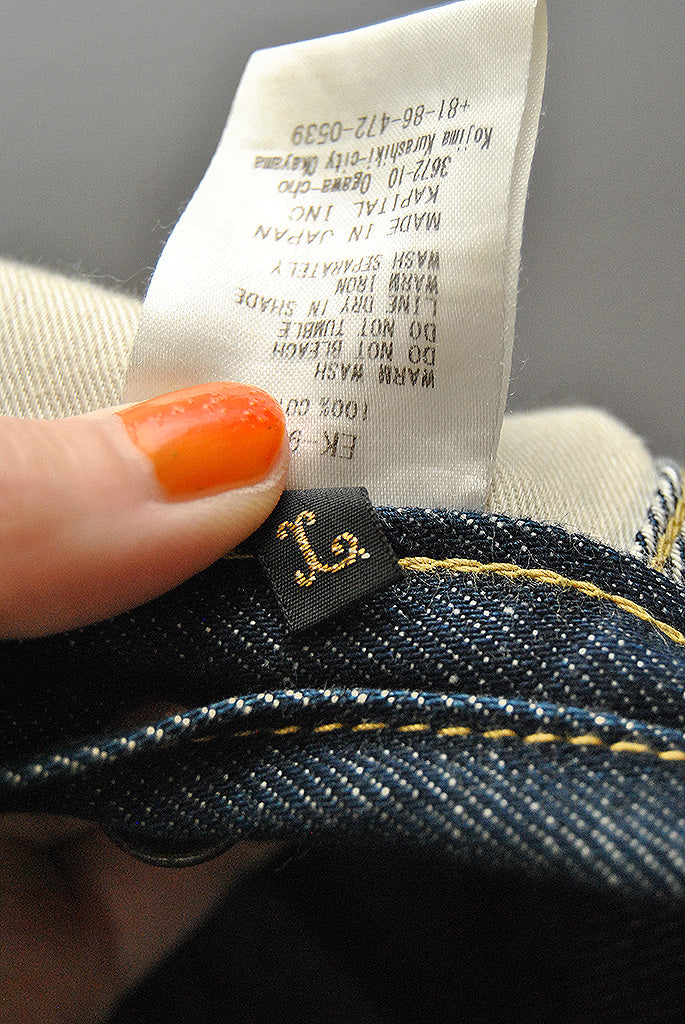 EK-9
100% CO
WARM WASH
DO NOT BLEACH
DO NOT TUMBLE
LINE DRY IN SHADE
WARM IRON
WASH SEPARATELY
MADE IN JAPAN
KAPITAL INC
3672-10 Ogawa-cho
Kojima Kurashiki-city Okayama
+81-86-472-0539
L